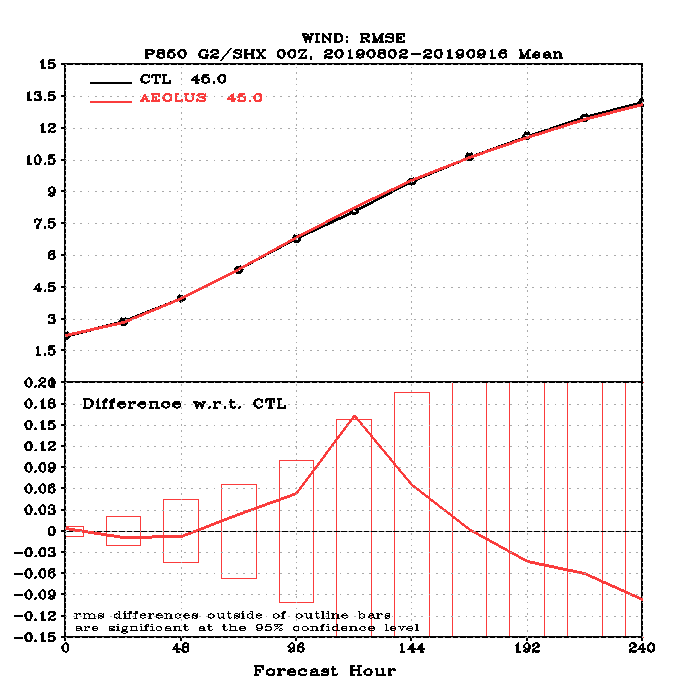 WIND: RMSE
P850 G2/SHX 00Z, 20190802-20190916 Mean
15
13.5
12
10.5
9
7.5
6
4.5
3
1.5
CTL 46.0
AEOLUS 46.0
0.18
0.15
0.12
0.09
0.06
0.03
0
-0.03
-0.06
-0.09
-0.12
-0.15
Difference w.r.t. CTL
rms differences outside of outline bars
are significant at the 95% confidence level
0 48 96 144 192 240
Forecast Hour